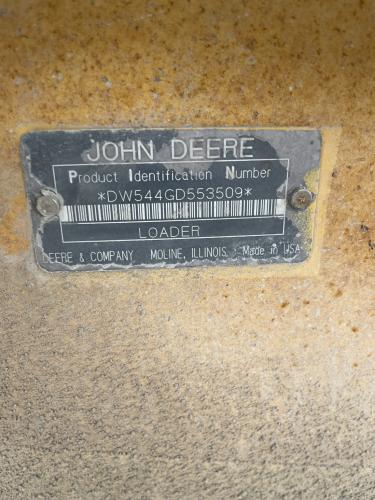 JOHN DEERE
Product Identification Number
*DW544GD553509*
LOADER
DEERE & COMPANY MOLINE, ILLINOIS Made in USA